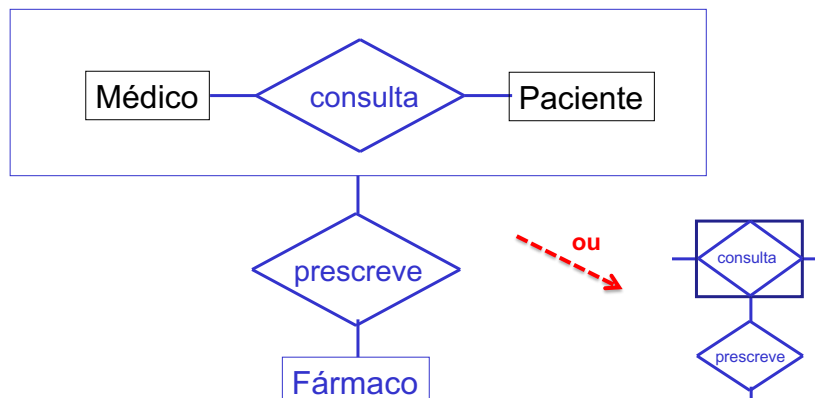 Médico consulta Paciente
prescreve
Fármaco
ou
consulta
prescreve